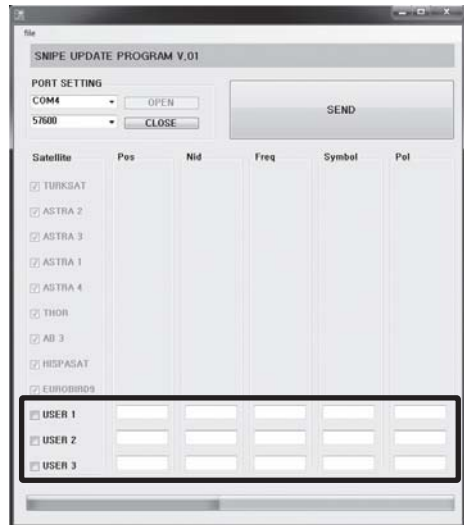 file
SNIPE UPDATE PROGRAM V.01
PORT SETTING
COM4 OPEN
57600 CLOSE
SEND
Satellite Pos Nid Freq Symbol Pol
TURKSAT
ASTRA 2
ASTRA 3
ASTRA 1
ASTRA 4
THOR
AB 3
HISPASAT
EUROBIRD9
USER 1
USER 2
USER 3